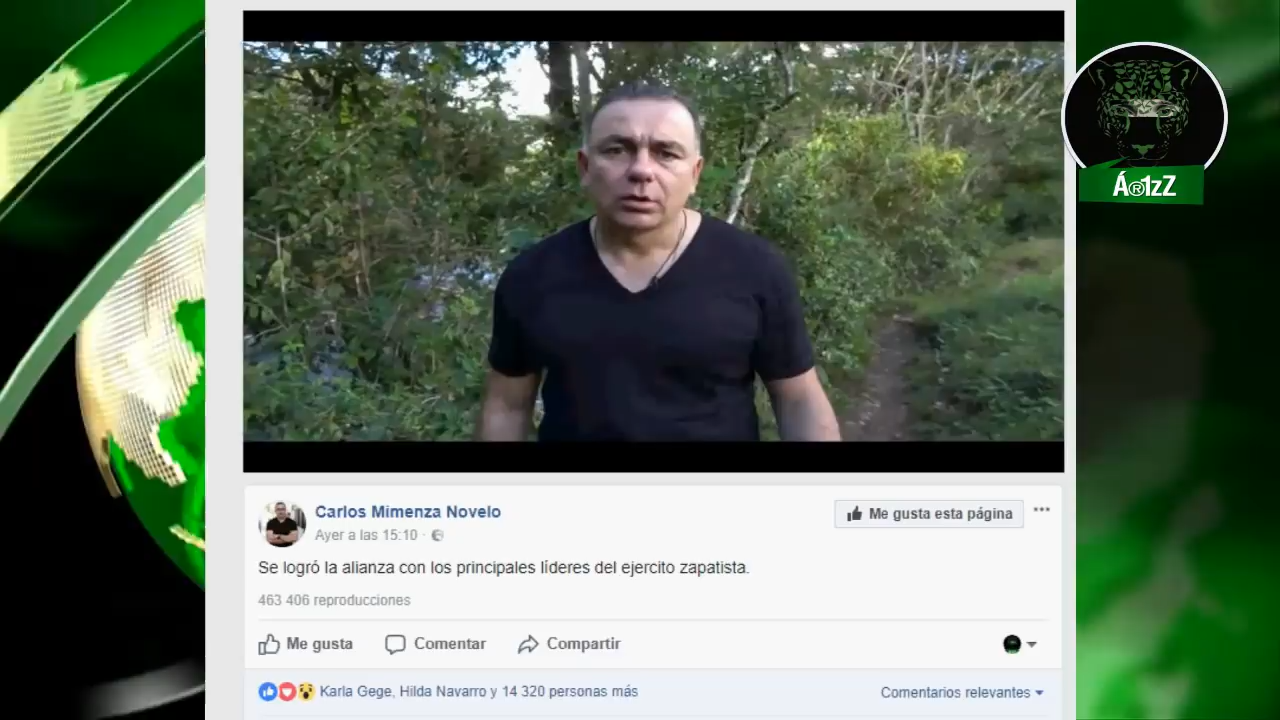 Á®1zZ
Carlos Mimenza Novelo
Me gusta esta página
Ayer a las 15:10 ·
Se logró la alianza con los principales líderes del ejercito zapatista.
463 406 reproducciones
Me gusta Comentar Compartir
Karla Gege, Hilda Navarro y 14 320 personas más
Comentarios relevantes